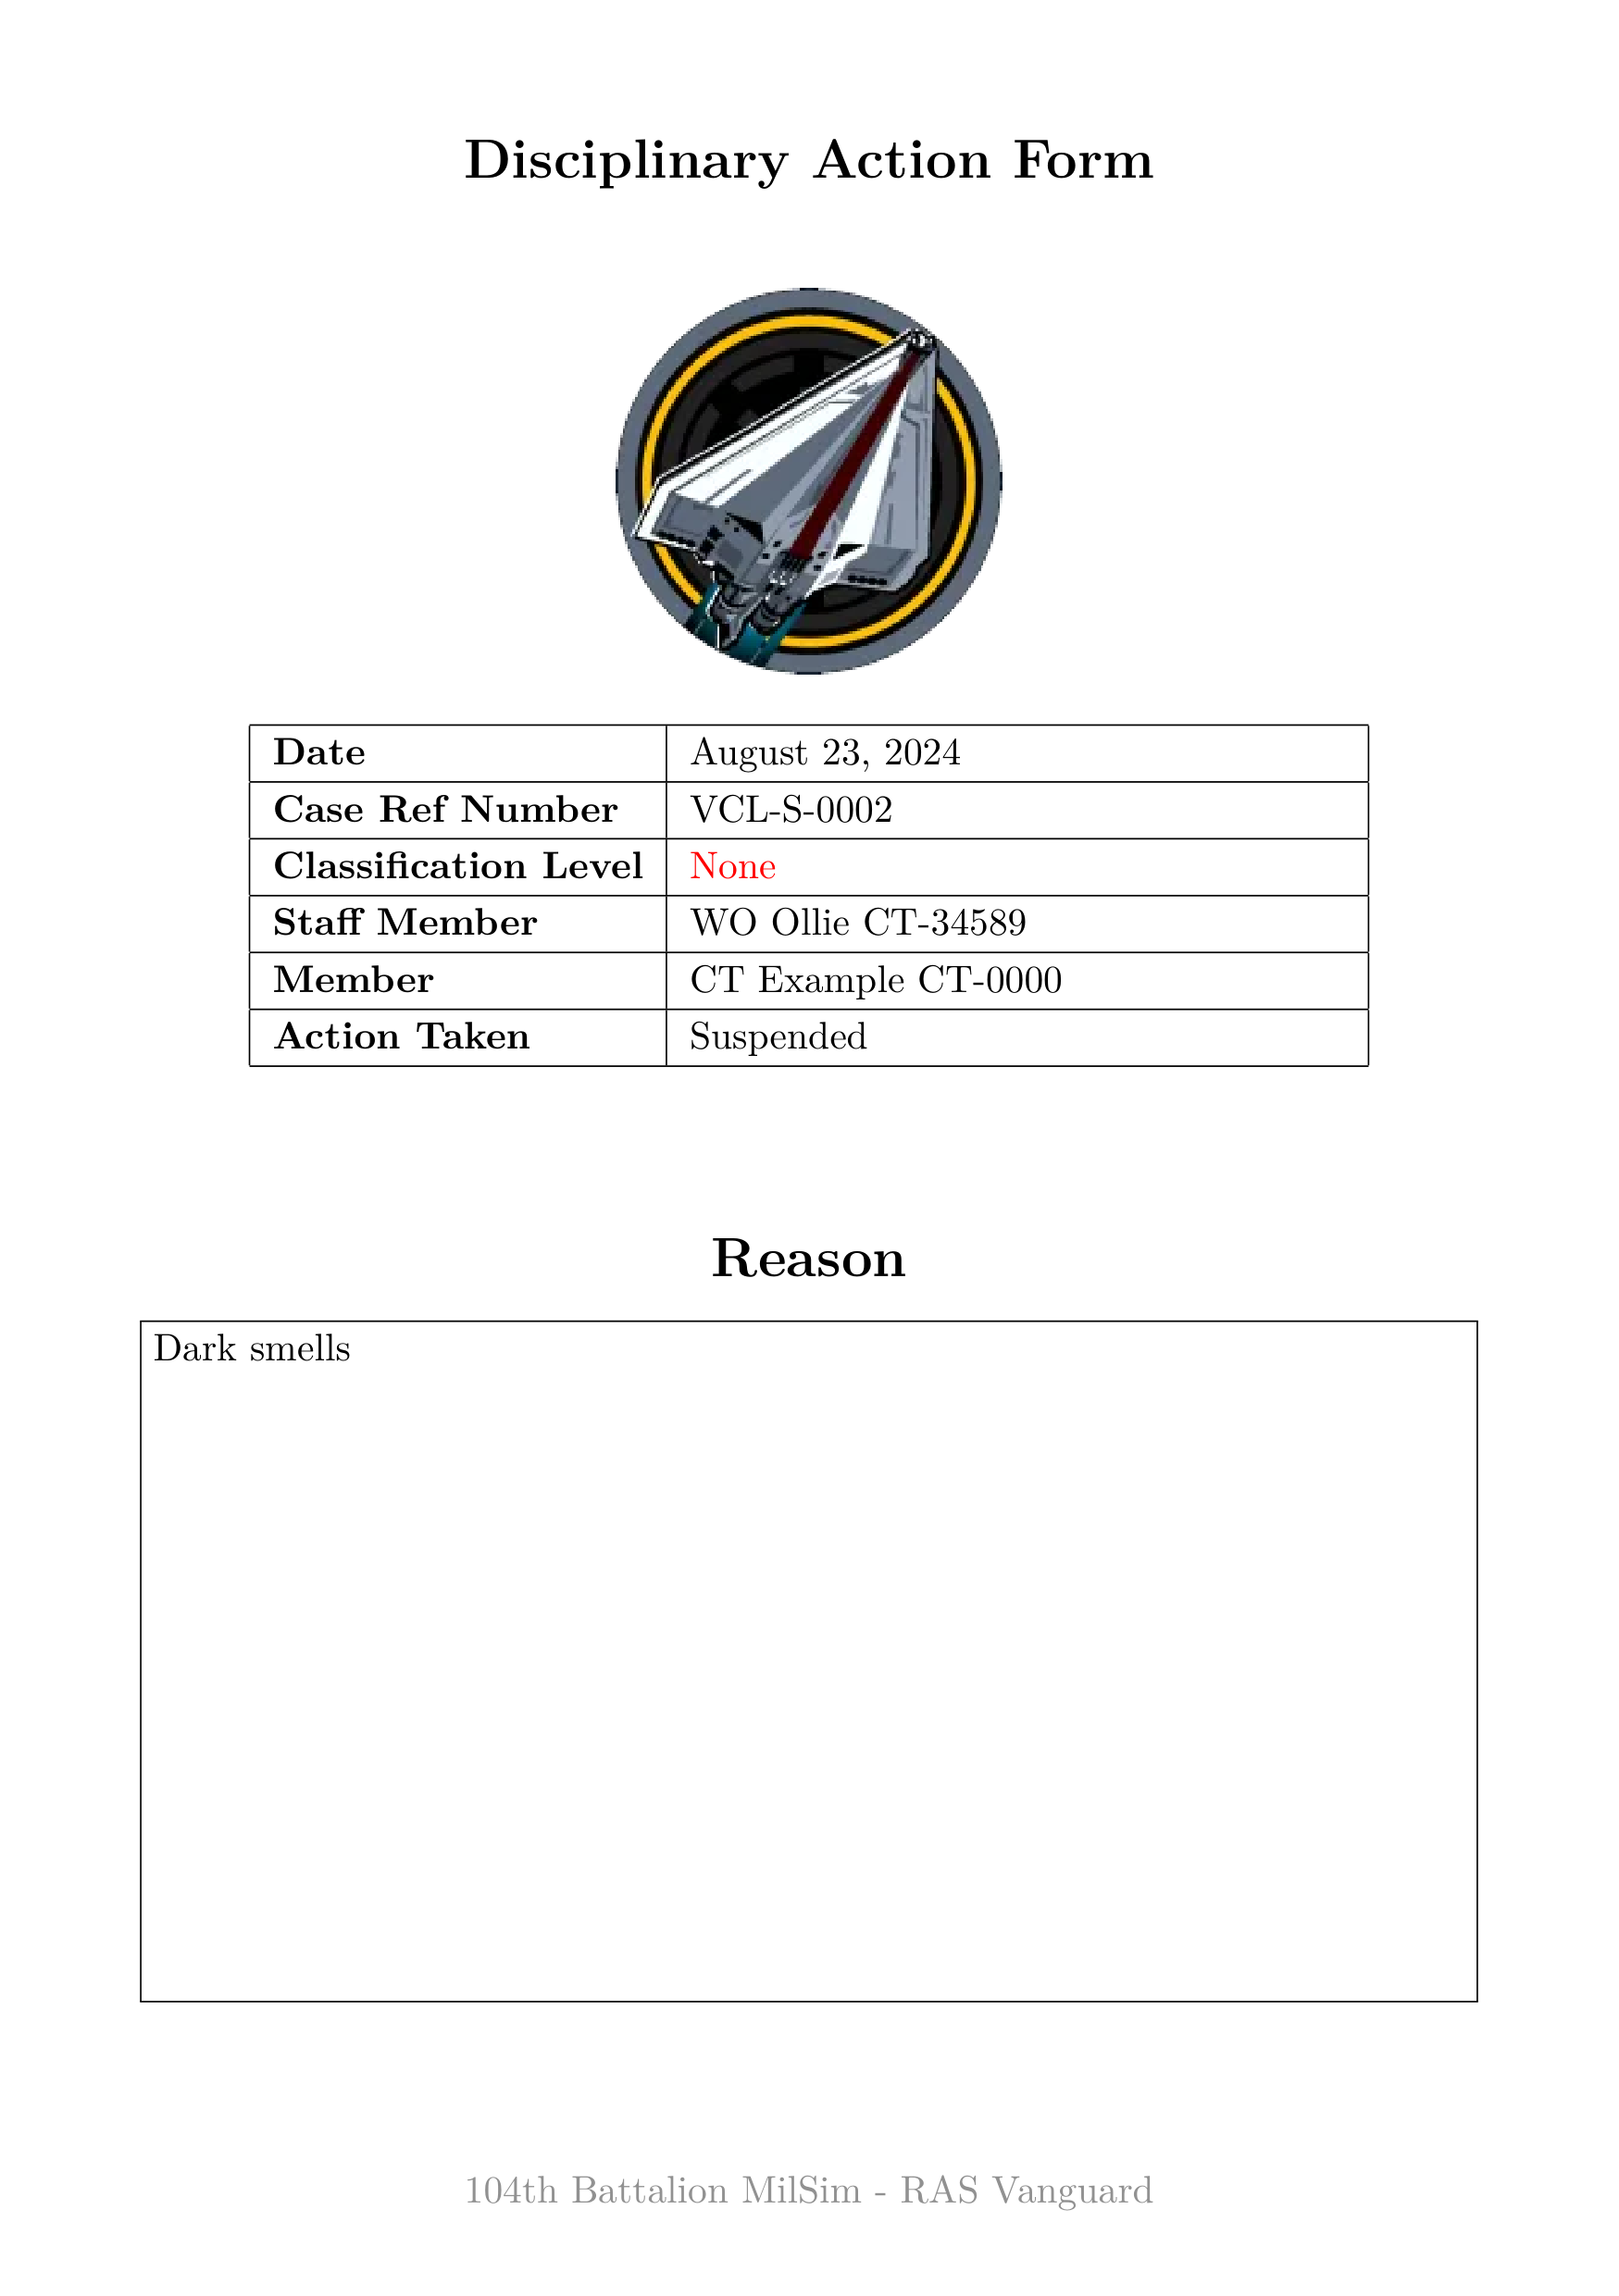 Disciplinary Action Form
Date August 23, 2024
Case Ref Number VCL-S-0002
Classification Level None
Staff Member WO Ollie CT-34589
Member CT Example CT-0000
Action Taken Suspended
Reason
Dark smells
104th Battalion MilSim - RAS Vanguard